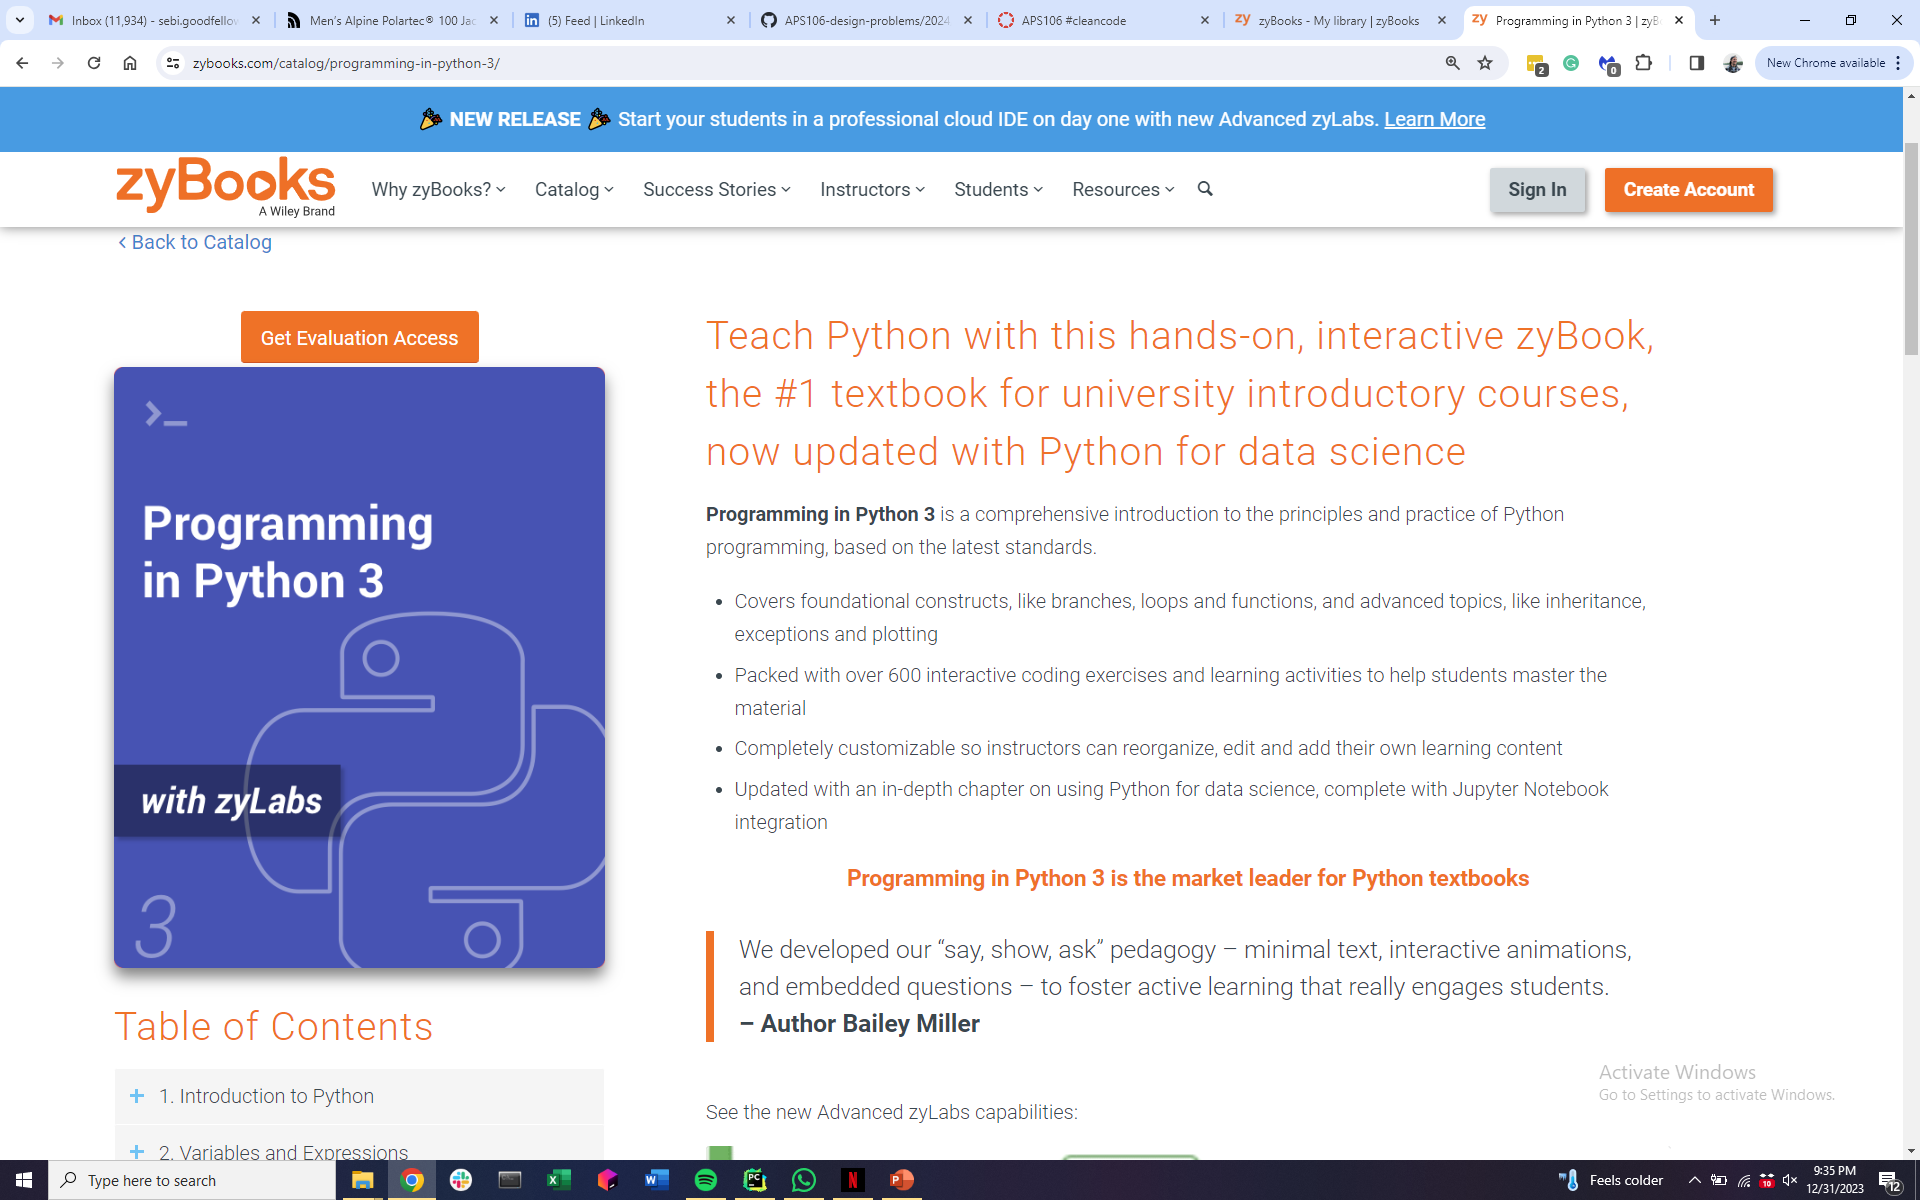 Inbox (11,934) - sebi.goodfellow
Men's Alpine Polartec® 100 Jac
(5) Feed | LinkedIn
APS106-design-problems/2024
APS106 #cleancode
zyBooks - My library | zyBooks
Programming in Python 3 | zyB
zybooks.com/catalog/programming-in-python-3/
2
0
New Chrome available
NEW RELEASE Start your students in a professional cloud IDE on day one with new Advanced zyLabs. Learn More
zyBooks
A Wiley Brand
Why zyBooks?
Catalog
Success Stories
Instructors
Students
Resources
Sign In
Create Account
Back to Catalog
Get Evaluation Access
Programming
in Python 3
with zyLabs
3
Table of Contents
+ 1. Introduction to Python
+ 2. Variables and Expressions
Teach Python with this hands-on, interactive zyBook,
the #1 textbook for university introductory courses,
now updated with Python for data science
Programming in Python 3 is a comprehensive introduction to the principles and practice of Python
programming, based on the latest standards.
• Covers foundational constructs, like branches, loops and functions, and advanced topics, like inheritance,
exceptions and plotting
• Packed with over 600 interactive coding exercises and learning activities to help students master the
material
• Completely customizable so instructors can reorganize, edit and add their own learning content
• Updated with an in-depth chapter on using Python for data science, complete with Jupyter Notebook
integration
Programming in Python 3 is the market leader for Python textbooks
We developed our “say, show, ask” pedagogy – minimal text, interactive animations,
and embedded questions – to foster active learning that really engages students.
– Author Bailey Miller
See the new Advanced zyLabs capabilities:
Activate Windows
Go to Settings to activate Windows.
Type here to search
Feels colder
10
9:35 PM
12/31/2023
12